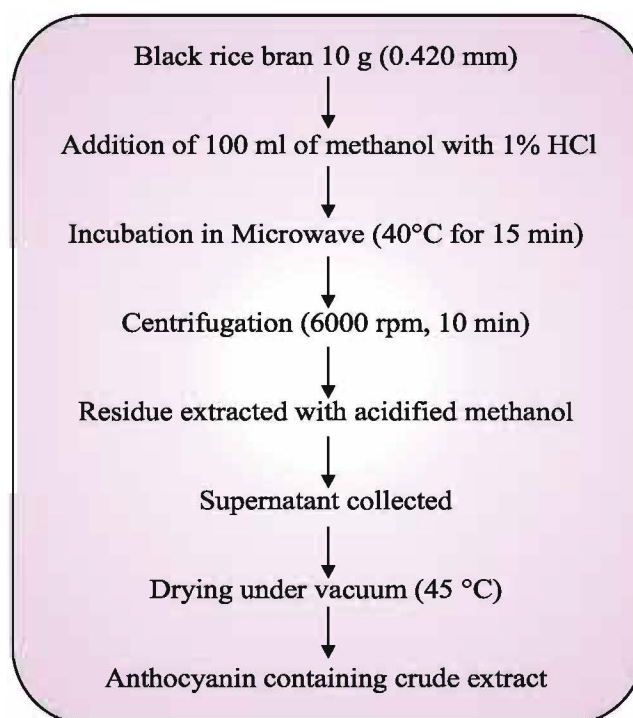 Black rice bran 10 g (0.420 mm)
Addition of 100 ml of methanol with 1% HCl
Incubation in Microwave (40°C for 15 min)
Centrifugation (6000 rpm, 10 min)
Residue extracted with acidified methanol
Supernatant collected
Drying under vacuum (45 °C)
Anthocyanin containing crude extract